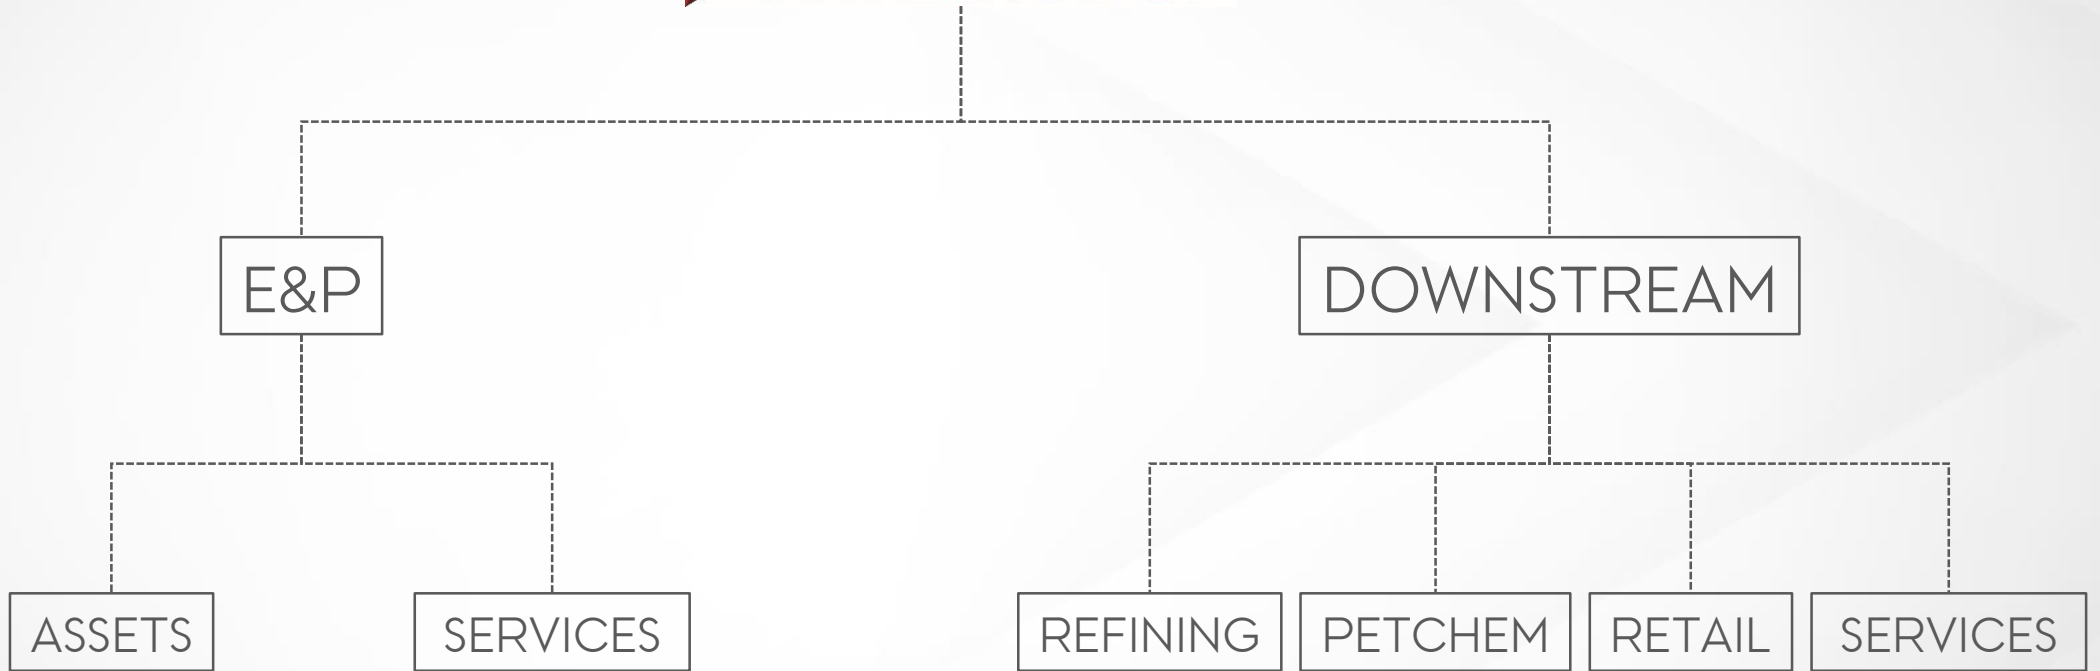 E&P
DOWNSTREAM
ASSETS
SERVICES
REFINING
PETCHEM
RETAIL
SERVICES